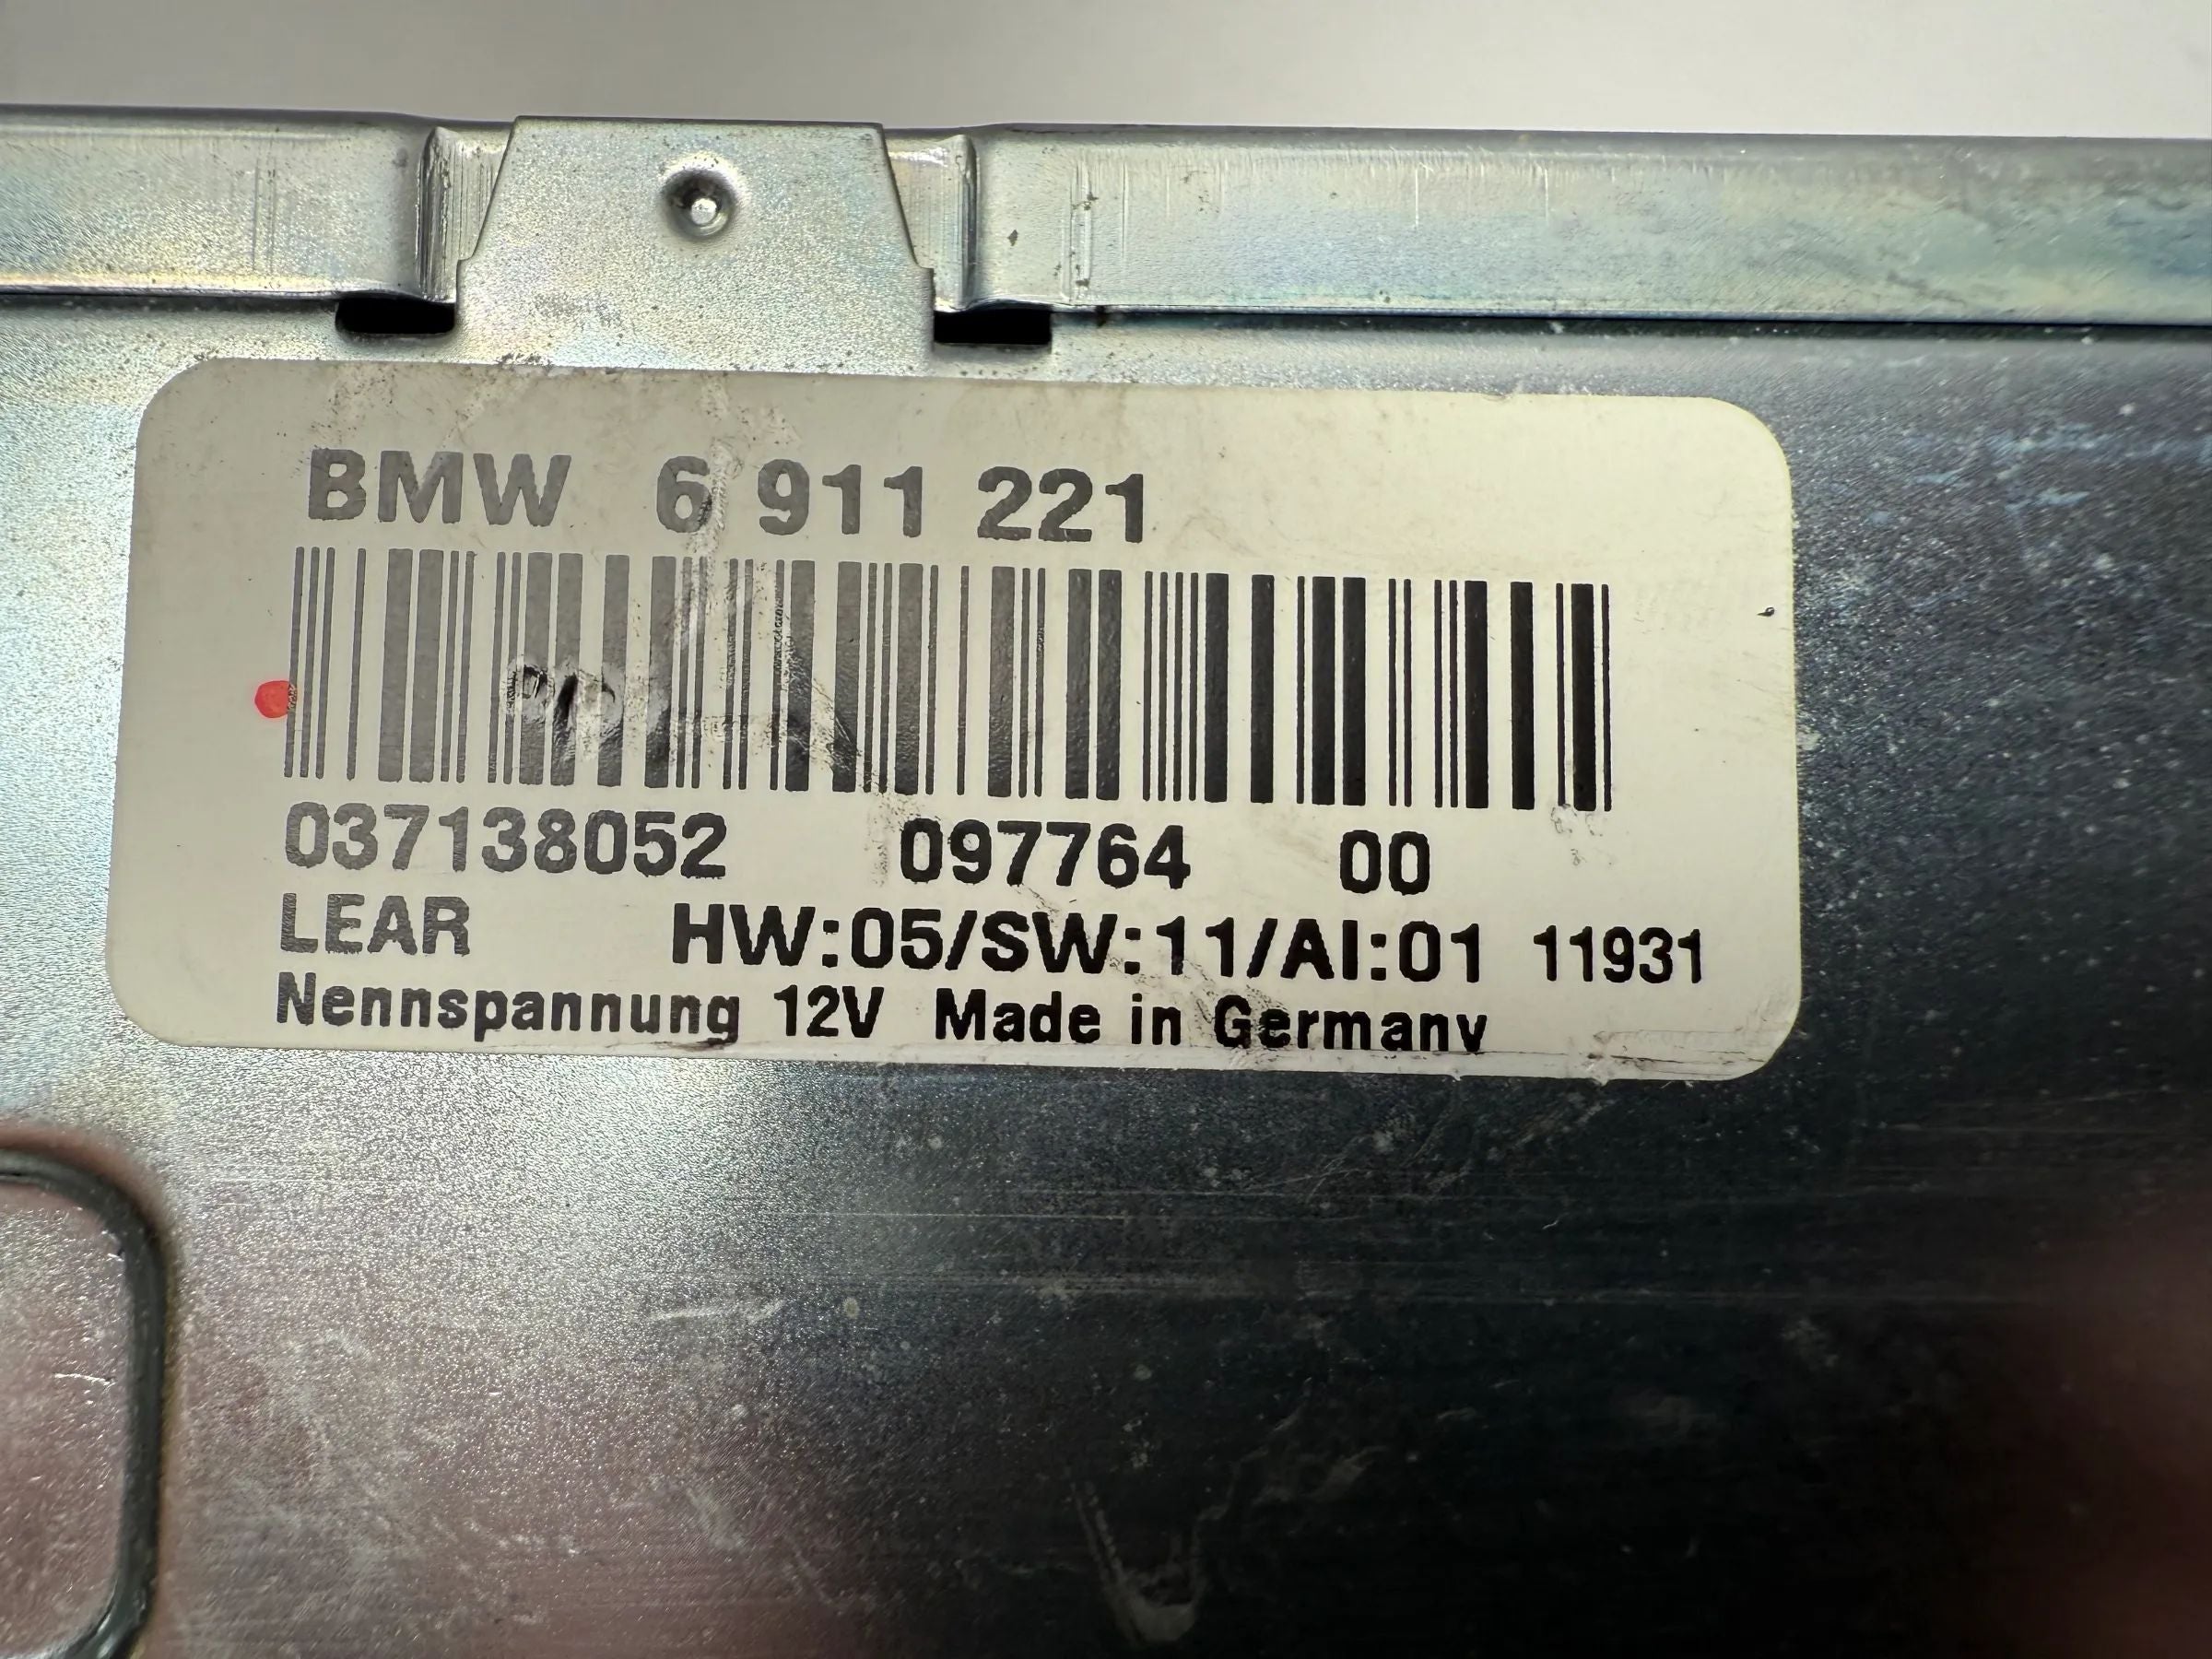 BMW 6 911 221
037138052 097764 00
LEAR HW:05/SW:11/AI:01 11931
Nennspannung 12V Made in Germany